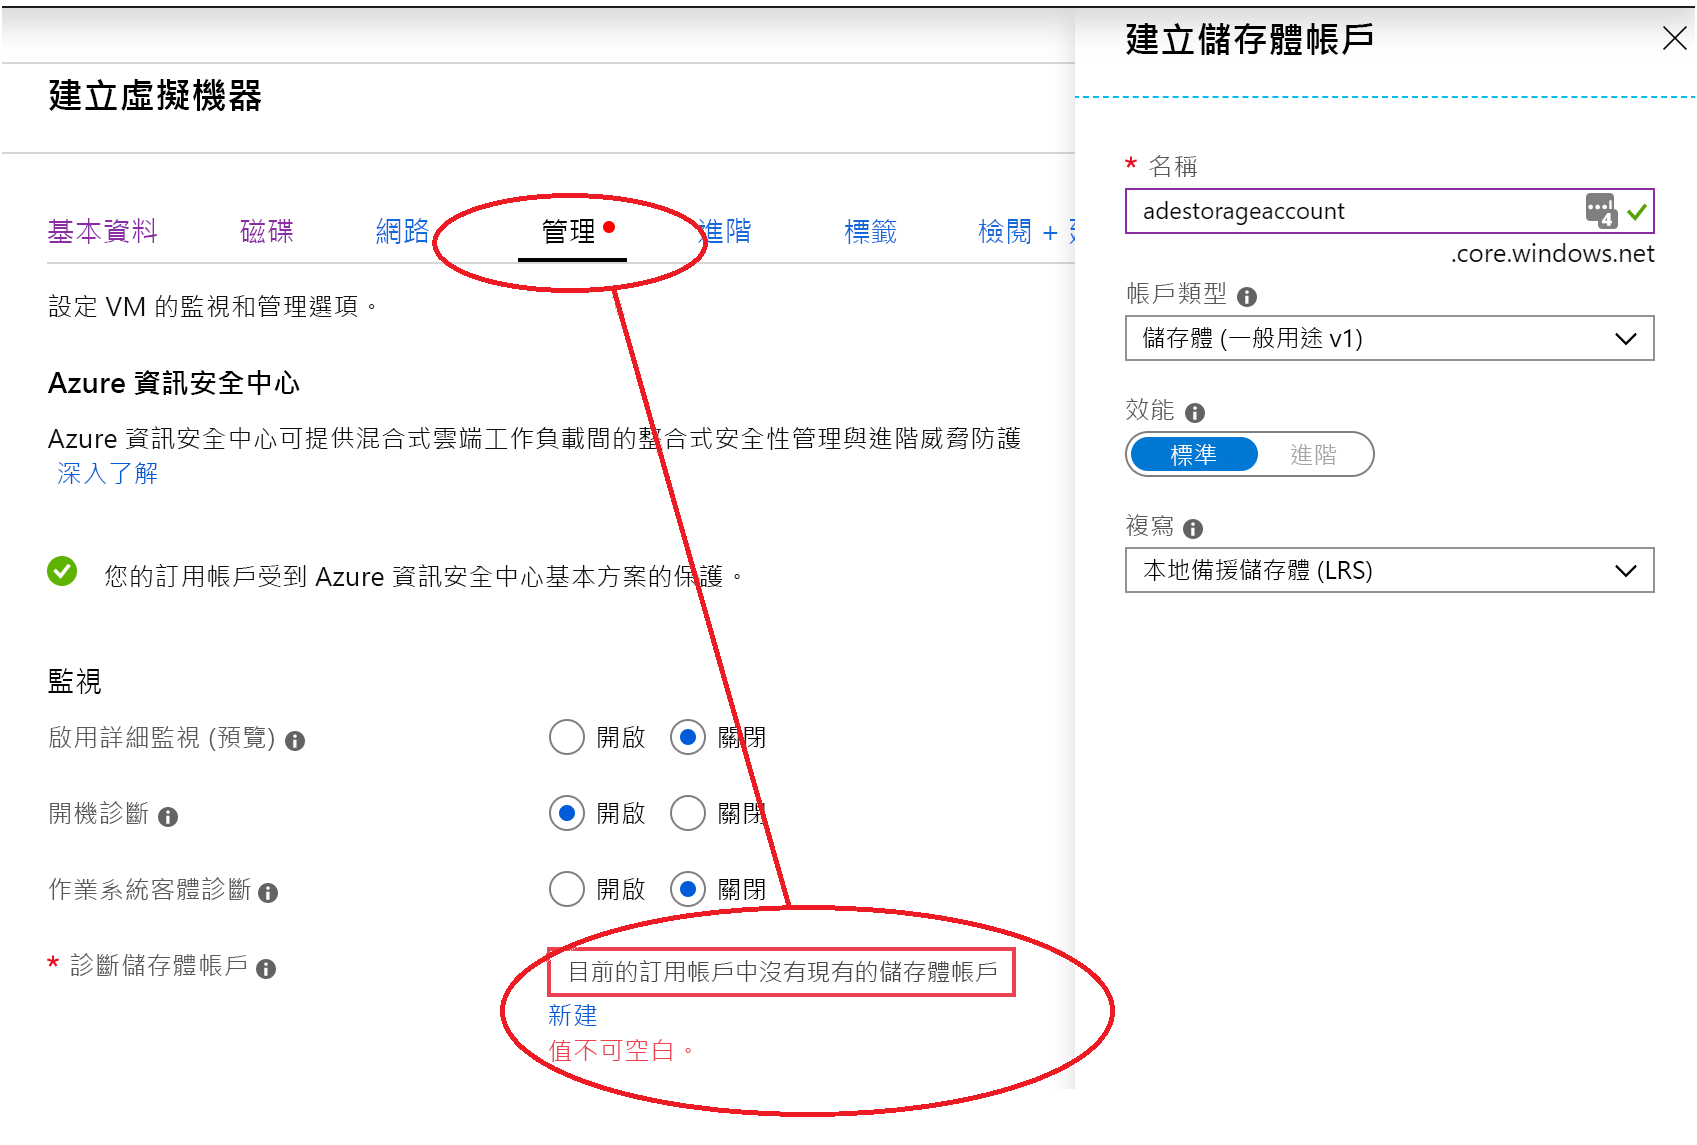 建立虛擬機器
基本資料 磁碟 網路 管理 進階 標籤 檢閱 +
設定 VM 的監視和管理選項。
Azure 資訊安全中心
Azure 資訊安全中心可提供混合式雲端工作負載間的整合式安全性管理與進階威脅防護
深入了解
您的訂用帳戶受到 Azure 資訊安全中心基本方案的保護。
監視
啟用詳細監視 (預覽) 開啟 關閉
開機診斷 開啟 關閉
作業系統客體診斷 開啟 關閉
* 診斷儲存體帳戶 目前的訂用帳戶中沒有現有的儲存體帳戶
新建
值不可空白。
建立儲存體帳戶
* 名稱
adestorageaccount 4
.core.windows.net
帳戶類型
儲存體 (一般用途 v1)
效能
標準 進階
複寫
本地備援儲存體 (LRS)